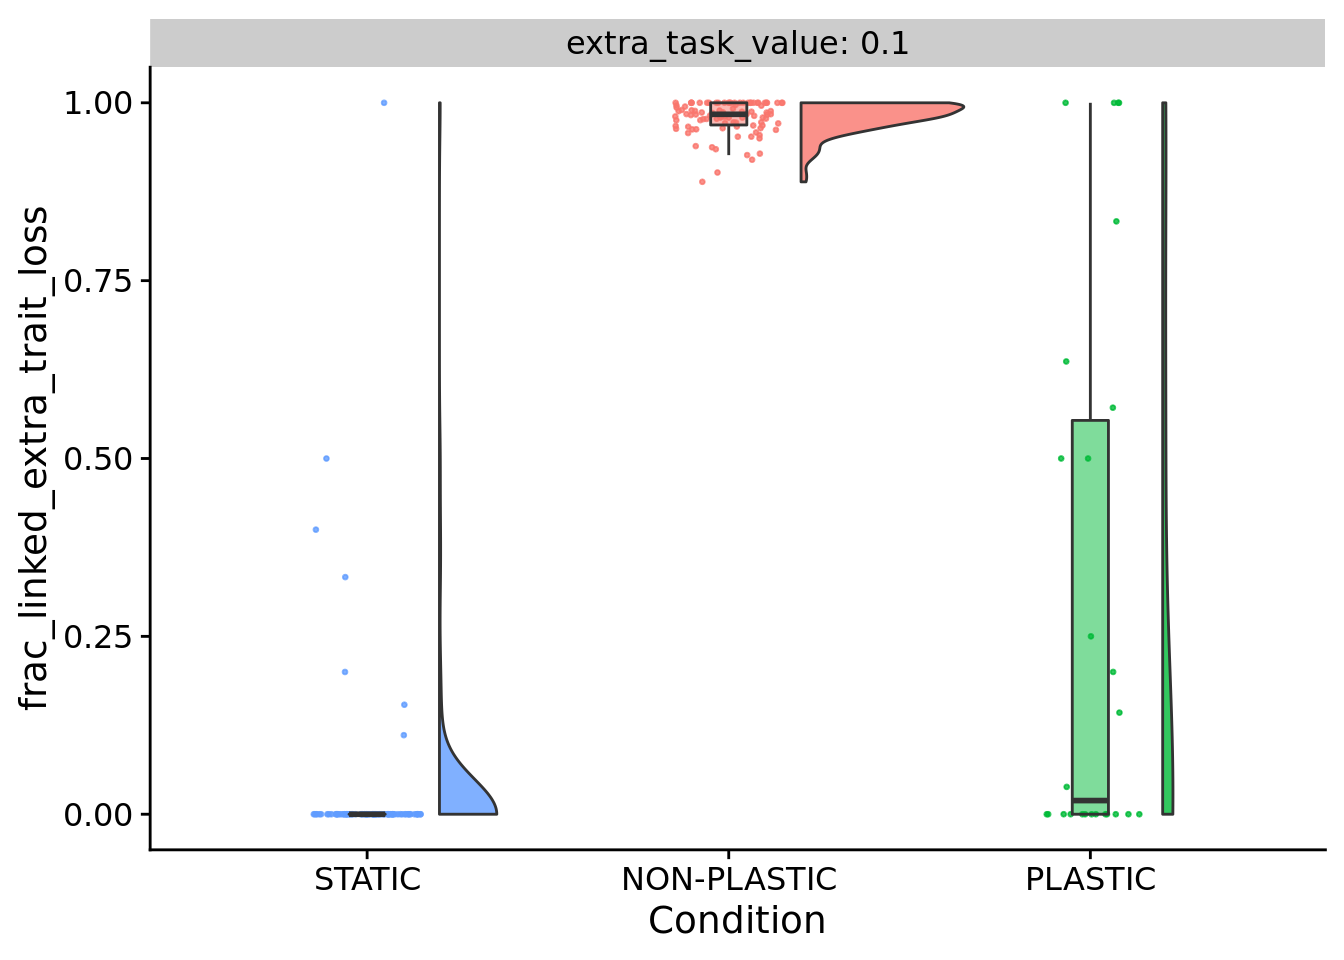 extra_task_value: 0.1
frac_linked_extra_trait_loss
1.00
0.75
0.50
0.25
0.00
STATIC
NON-PLASTIC
PLASTIC
Condition